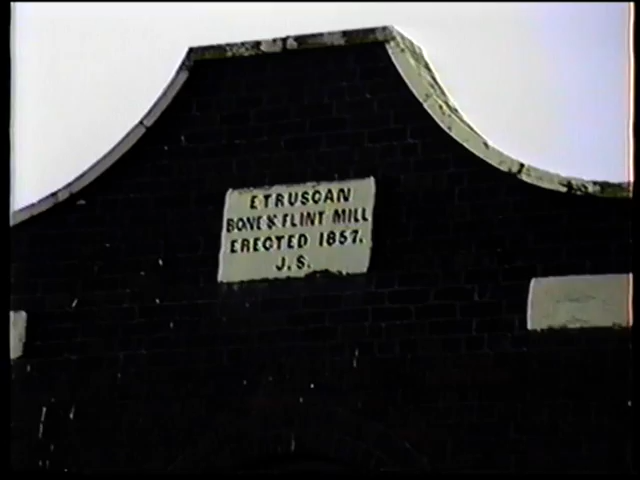 ETRUSCAN
BONE & FLINT MILL
ERECTED 1857.
J.S.